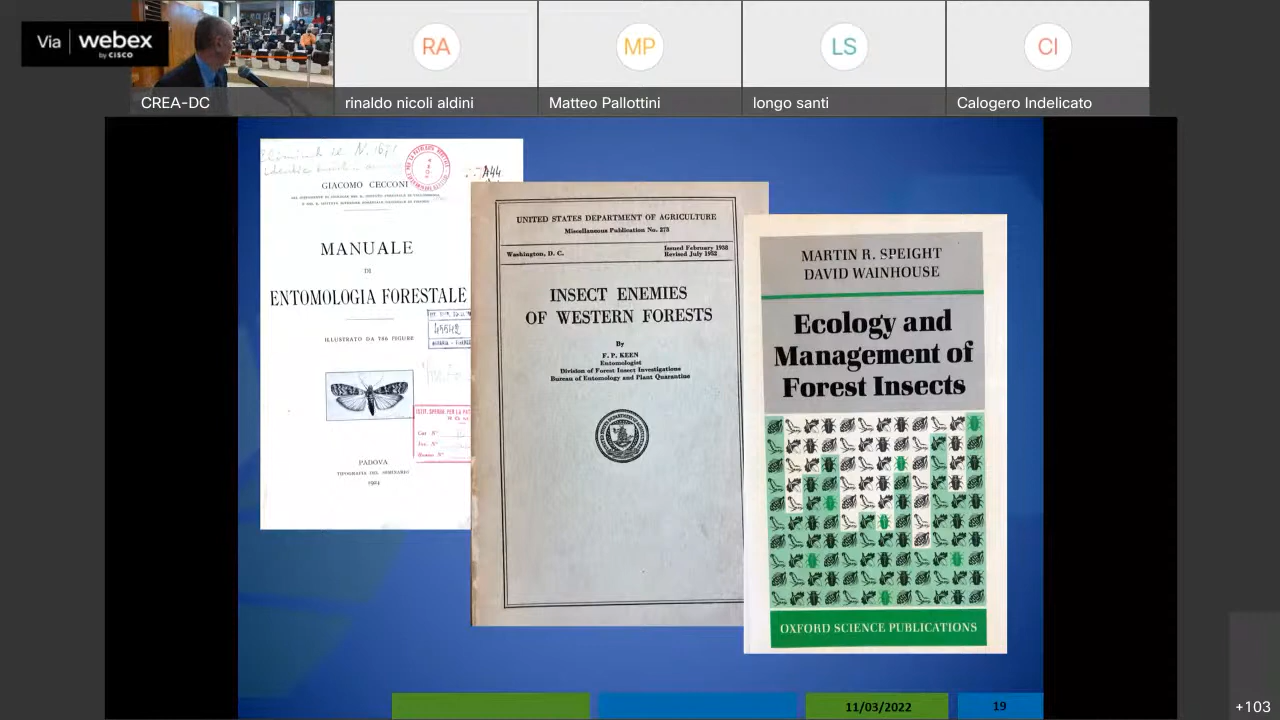 Via webex
by CISCO
RA
MP
LS
CI
CREA-DC
rinaldo nicoli aldini
Matteo Pallottini
longo santi
Calogero Indelicato
A44
GIACOMO CECCONI
MANUALE
DI
ENTOMOLOGIA FORESTALE
ILLUSTRATO DA 786 FIGURE
PADOVA
TIPOGRAFIA DEL SEMINARIO
1924
UNITED STATES DEPARTMENT OF AGRICULTURE
Miscellaneous Publication No. 273
Washington, D. C.
Issued February 1938
Revised July 1952
INSECT ENEMIES
OF WESTERN FORESTS
By
F. P. KEEN
Entomologist
Division of Forest Insect Investigations
Bureau of Entomology and Plant Quarantine
MARTIN R. SPEIGHT
DAVID WAINHOUSE
Ecology and
Management of
Forest Insects
OXFORD SCIENCE PUBLICATIONS
11/03/2022
19
+103